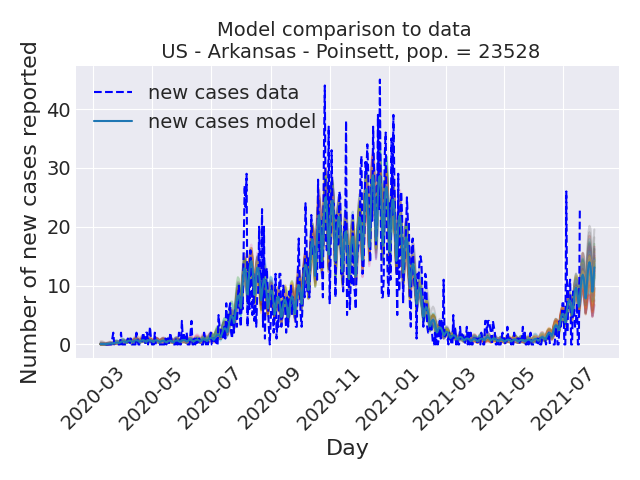 Model comparison to data
US - Arkansas - Poinsett, pop. = 23528
Number of new cases reported
40
30
20
10
0
new cases data
new cases model
2020-03
2020-05
2020-07
2020-09
2020-11
2021-01
2021-03
2021-05
2021-07
Day